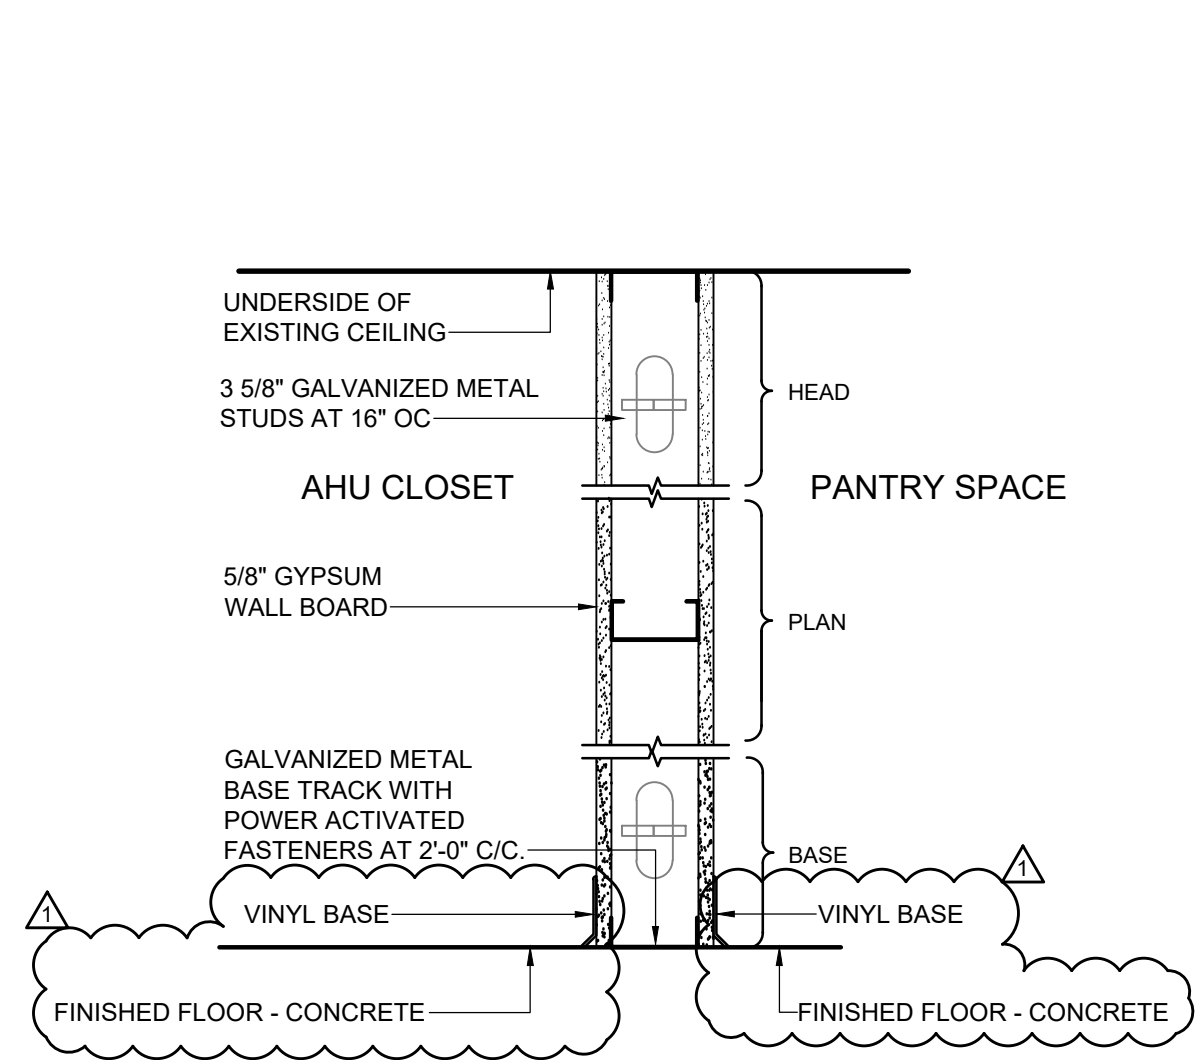 UNDERSIDE OF
EXISTING CEILING
3 5/8" GALVANIZED METAL
STUDS AT 16" OC
HEAD
AHU CLOSET
PANTRY SPACE
5/8" GYPSUM
WALL BOARD
PLAN
GALVANIZED METAL
BASE TRACK WITH
POWER ACTIVATED
FASTENERS AT 2'-0" C/C.
BASE
1
1
VINYL BASE
VINYL BASE
FINISHED FLOOR - CONCRETE
FINISHED FLOOR - CONCRETE